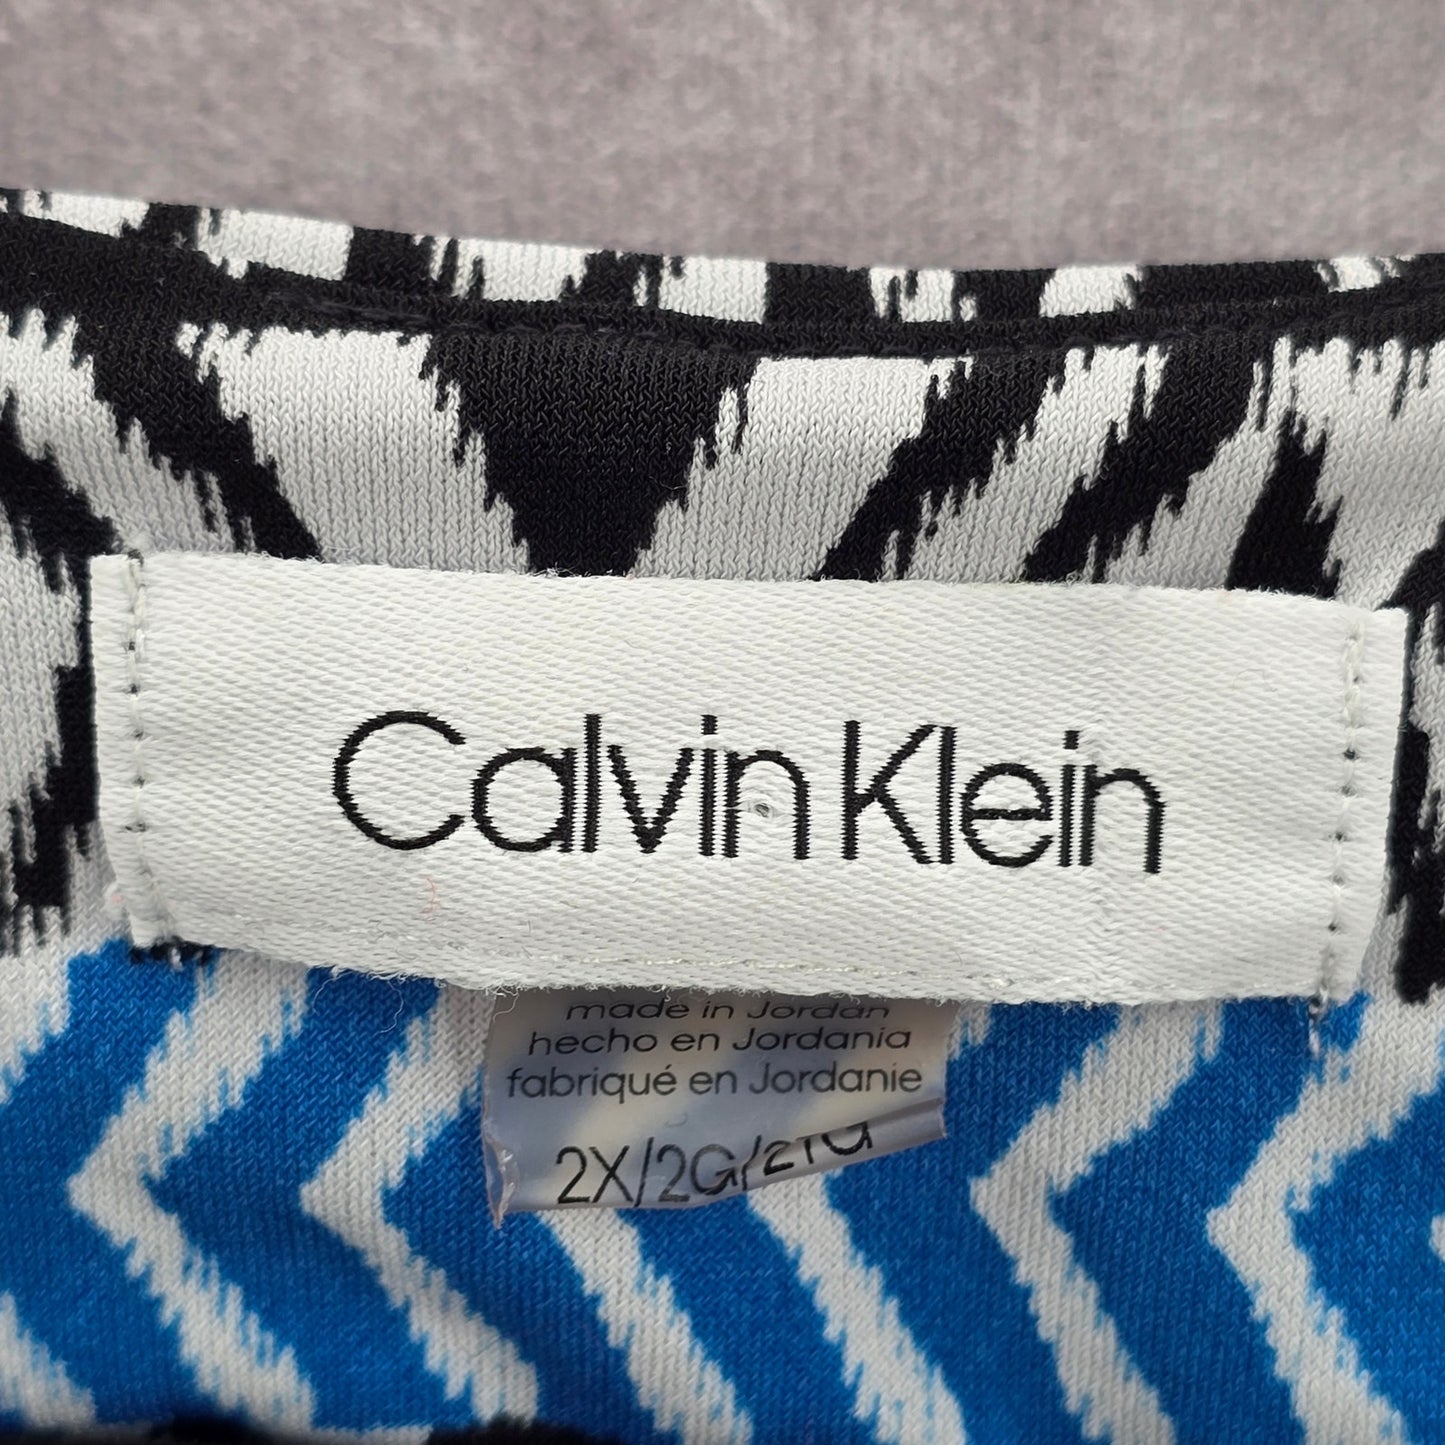 Calvin Klein
made in Jordan
hecho en Jordania
fabriqué en Jordanie
2X/2G/2TG